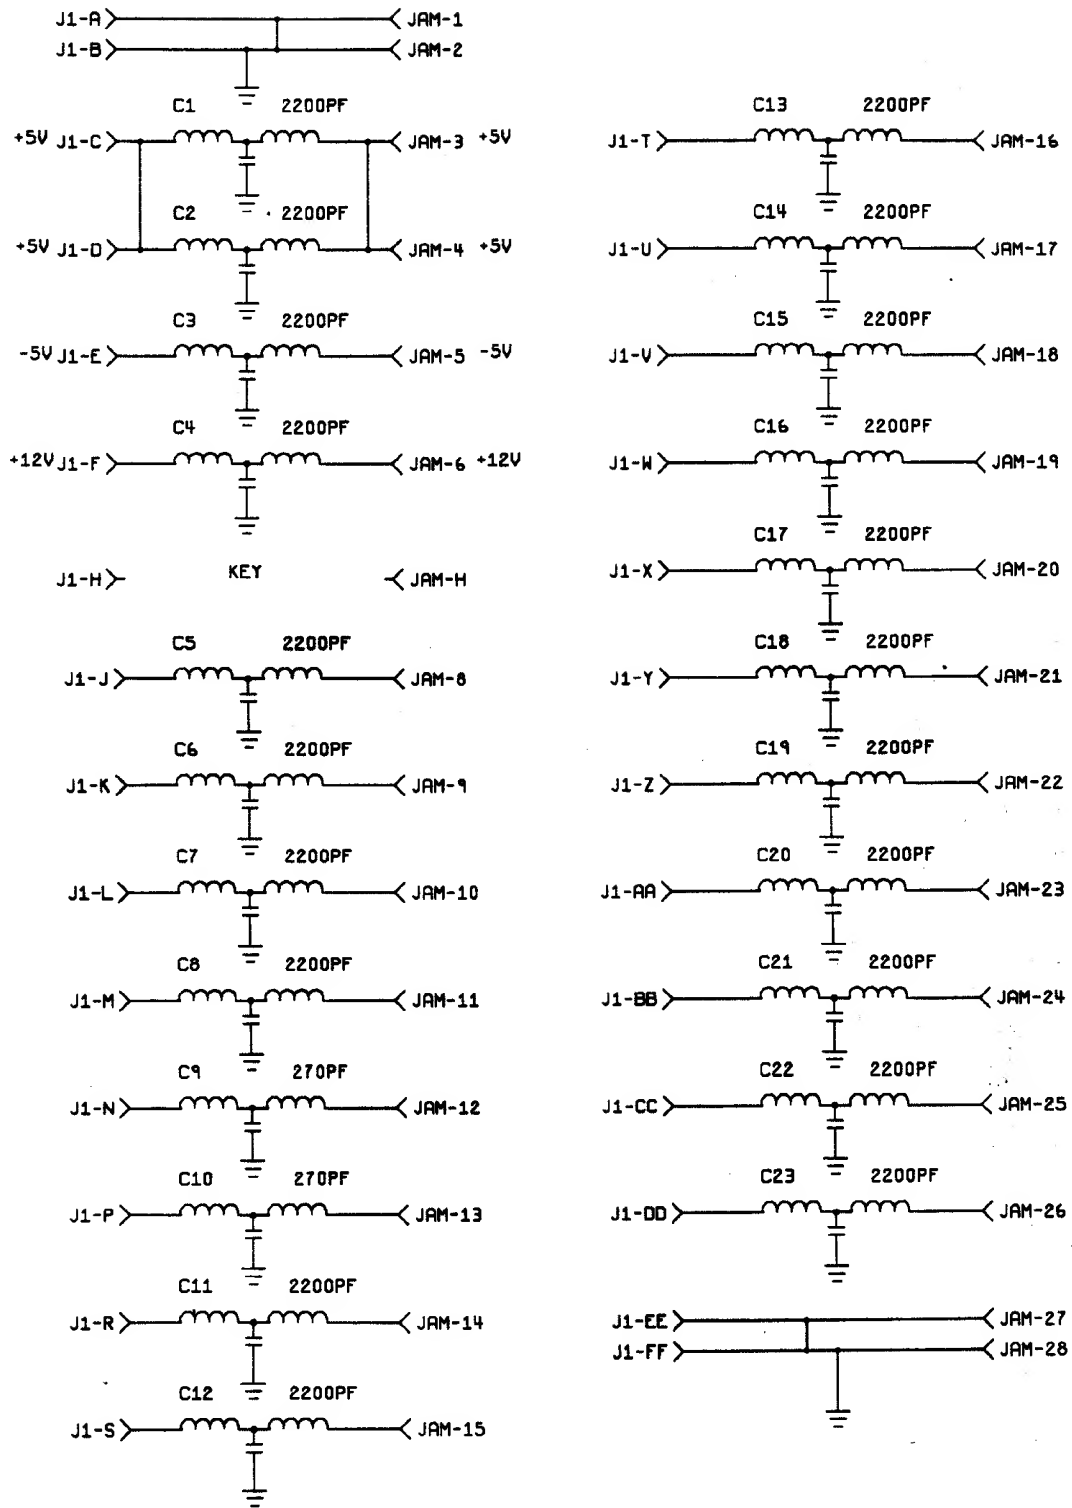 J1-A JAM-1
J1-B JAM-2
C1 2200PF
+5V J1-C JAM-3 +5V
C2 2200PF
+5V J1-D JAM-4 +5V
C3 2200PF
-5V J1-E JAM-5 -5V
C4 2200PF
+12V J1-F JAM-6 +12V
KEY
J1-H JAM-H
C5 2200PF
J1-J JAM-8
C6 2200PF
J1-K JAM-9
C7 2200PF
J1-L JAM-10
C8 2200PF
J1-M JAM-11
C9 270PF
J1-N JAM-12
C10 270PF
J1-P JAM-13
C11 2200PF
J1-R JAM-14
C12 2200PF
J1-S JAM-15
C13 2200PF
J1-T JAM-16
C14 2200PF
J1-U JAM-17
C15 2200PF
J1-V JAM-18
C16 2200PF
J1-W JAM-19
C17 2200PF
J1-X JAM-20
C18 2200PF
J1-Y JAM-21
C19 2200PF
J1-Z JAM-22
C20 2200PF
J1-AA JAM-23
C21 2200PF
J1-BB JAM-24
C22 2200PF
J1-CC JAM-25
C23 2200PF
J1-DD JAM-26
J1-EE JAM-27
J1-FF JAM-28